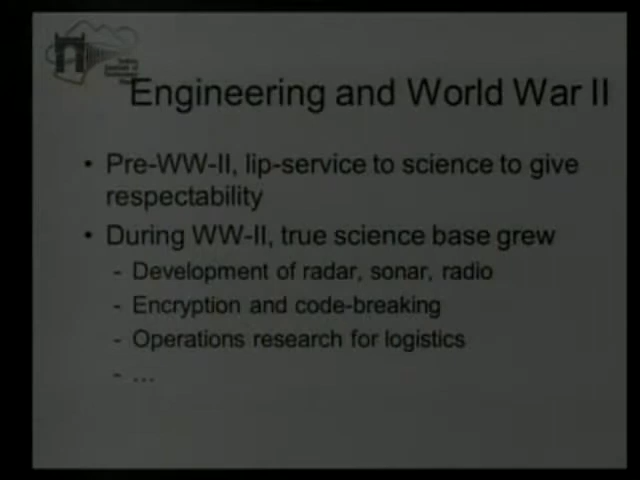 Engineering and World War II
• Pre-WW-II, lip-service to science to give
respectability
• During WW-II, true science base grew
- Development of radar, sonar, radio
- Encryption and code-breaking
- Operations research for logistics
- ...